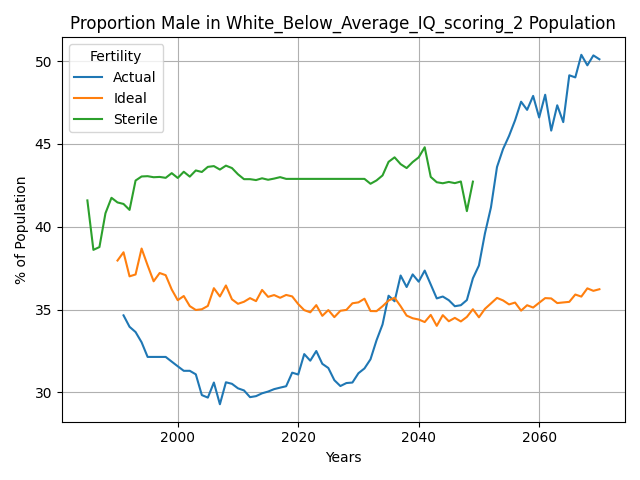 Proportion Male in White_Below_Average_IQ_scoring_2 Population
Fertility
Actual
Ideal
Sterile
% of Population
50
45
40
35
30
2000
2020
2040
2060
Years